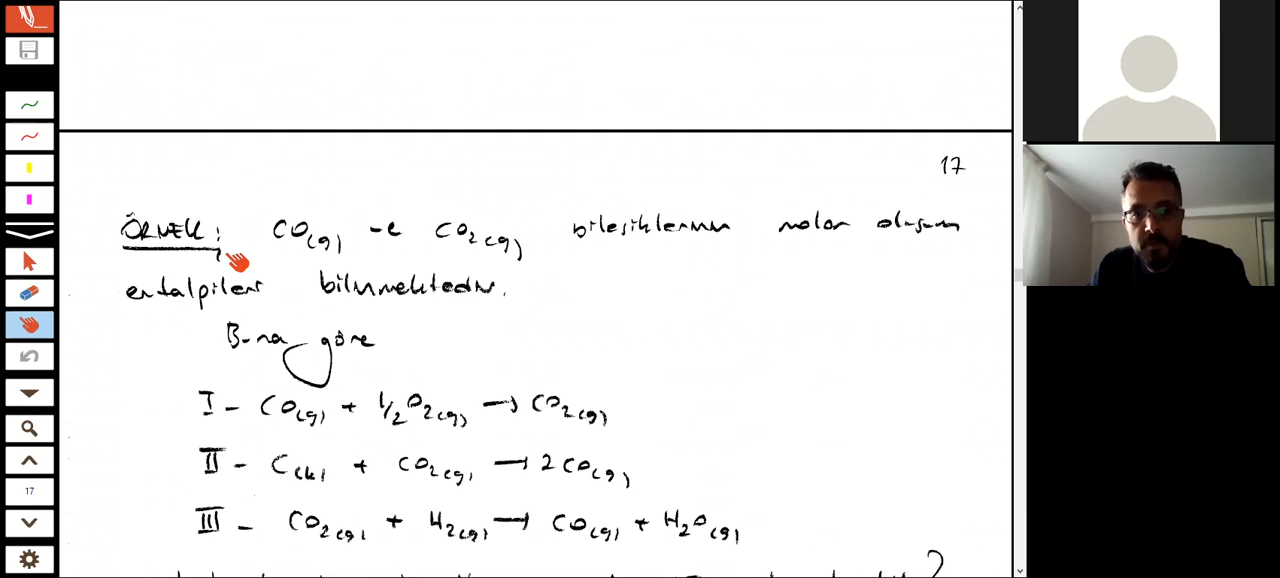 17
ÖRNEK: CO(g) ve CO2(g) bileşiklerinin molar oluşum
entalpileri bilinmektedir.
Buna göre
I- CO(g) + 1/2 O2(g) → CO2(g)
II- C(k) + CO2(g) → 2CO(g)
III- CO2(g) + H2(g) → CO(g) + H2O(g)
?
17